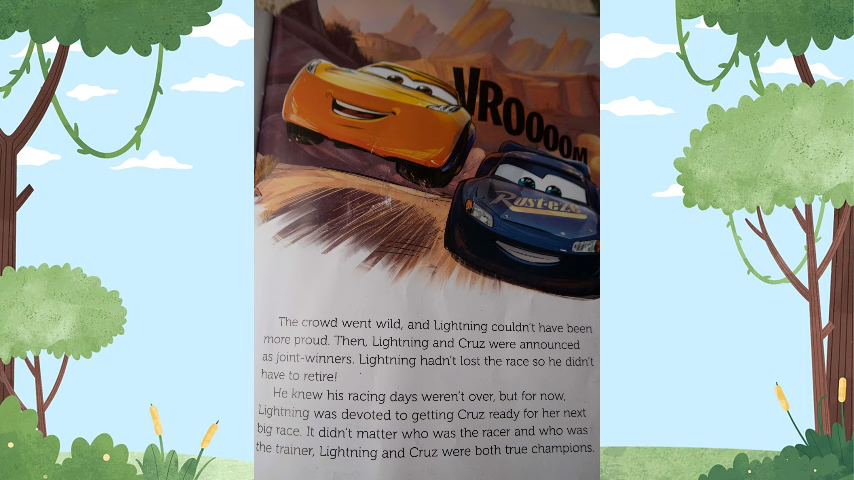 VROOOOM
Rust-eze
The crowd went wild, and Lightning couldn't have been
more proud. Then, Lightning and Cruz were announced
as joint-winners. Lightning hadn't lost the race so he didn't
have to retire!
He knew his racing days weren't over, but for now,
Lightning was devoted to getting Cruz ready for her next
big race. It didn't matter who was the racer and who was
the trainer, Lightning and Cruz were both true champions.